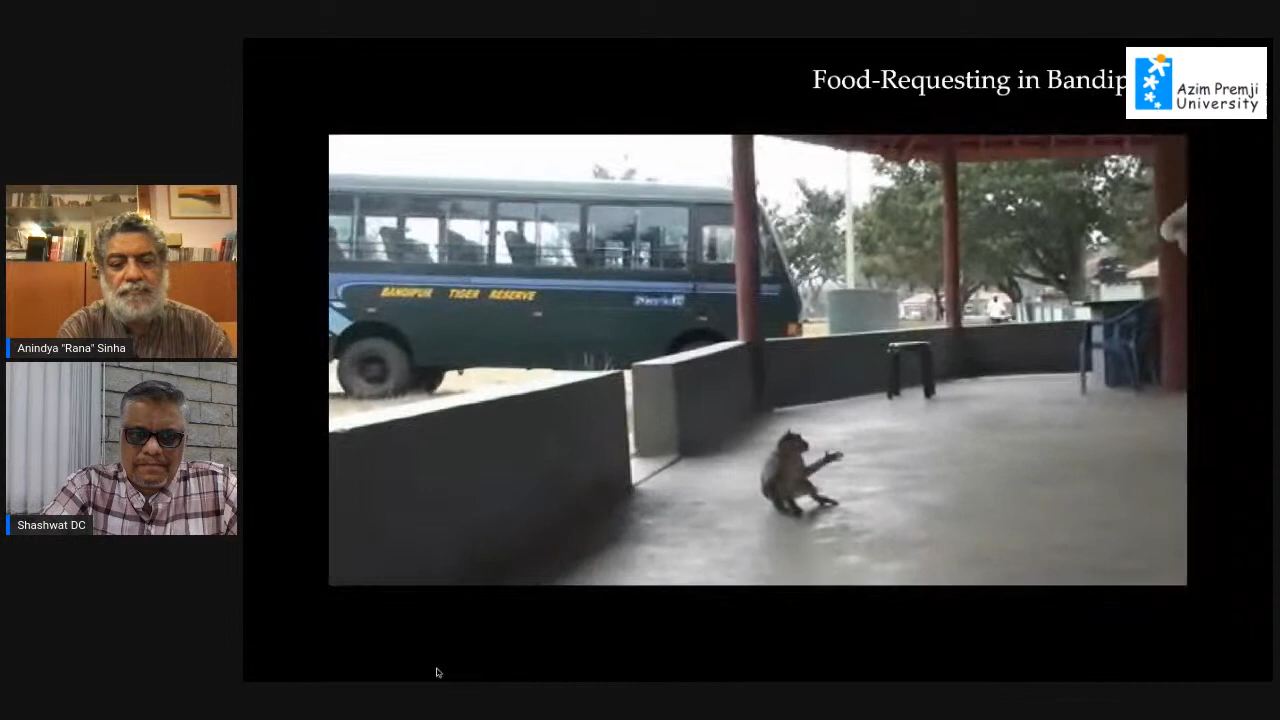 Food-Requesting in Bandip
Azim Premji
University
BANDIPUR TIGER RESERVE
Anindya "Rana" Sinha
Shashwat DC